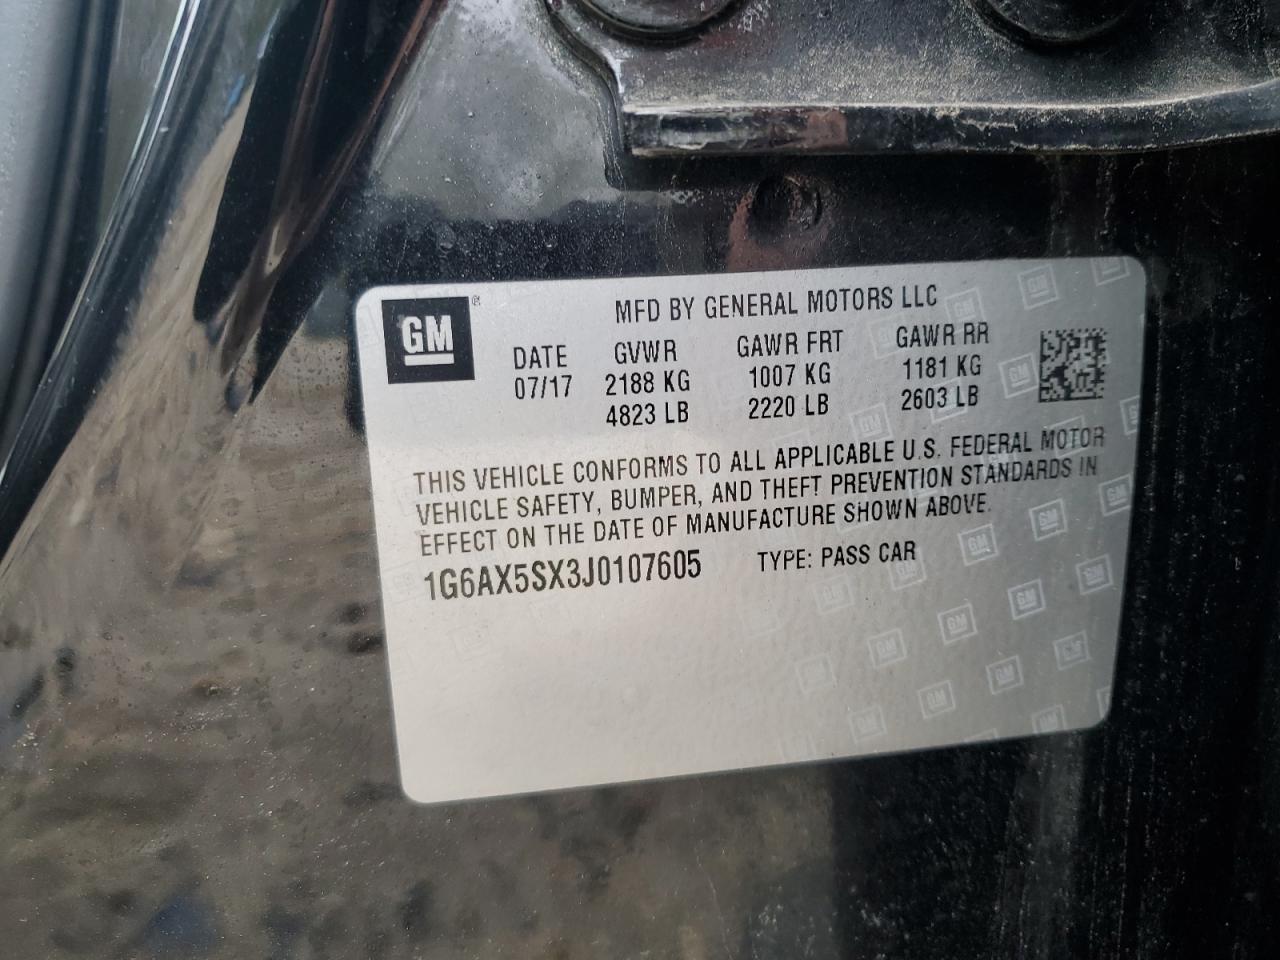 GM ®
MFD BY GENERAL MOTORS LLC
DATE GVWR GAWR FRT GAWR RR
07/17 2188 KG 1007 KG 1181 KG
4823 LB 2220 LB 2603 LB
THIS VEHICLE CONFORMS TO ALL APPLICABLE U.S. FEDERAL MOTOR
VEHICLE SAFETY, BUMPER, AND THEFT PREVENTION STANDARDS IN
EFFECT ON THE DATE OF MANUFACTURE SHOWN ABOVE.
1G6AX5SX3J0107605 TYPE: PASS CAR